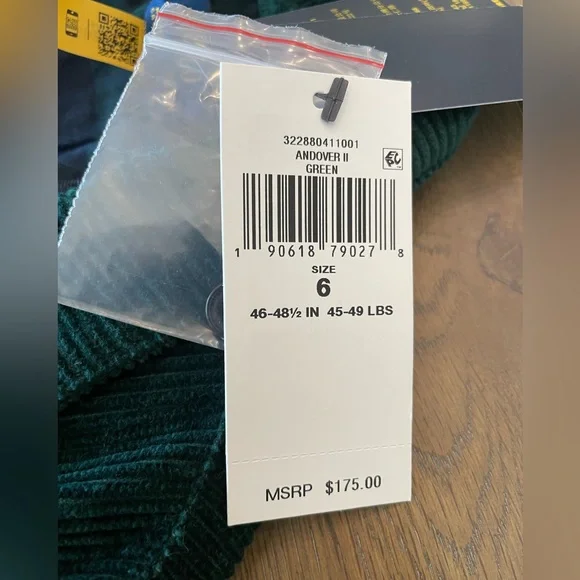 322880411001
ANDOVER II
GREEN
1 90618 79027 8
SIZE
6
46-48½ IN 45-49 LBS
MSRP $175.00